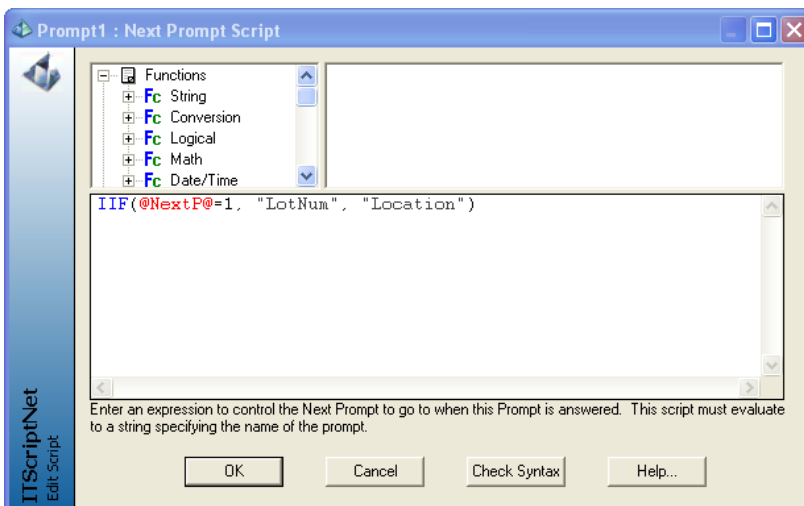 Prompt1 : Next Prompt Script
Functions
Fc String
Fc Conversion
Fc Logical
Fc Math
Fc Date/Time
IIF(@NextP@=1, "LotNum", "Location")
Enter an expression to control the Next Prompt to go to when this Prompt is answered. This script must evaluate
to a string specifying the name of the prompt.
OK Cancel Check Syntax Help...
ITScriptNet
Edit Script